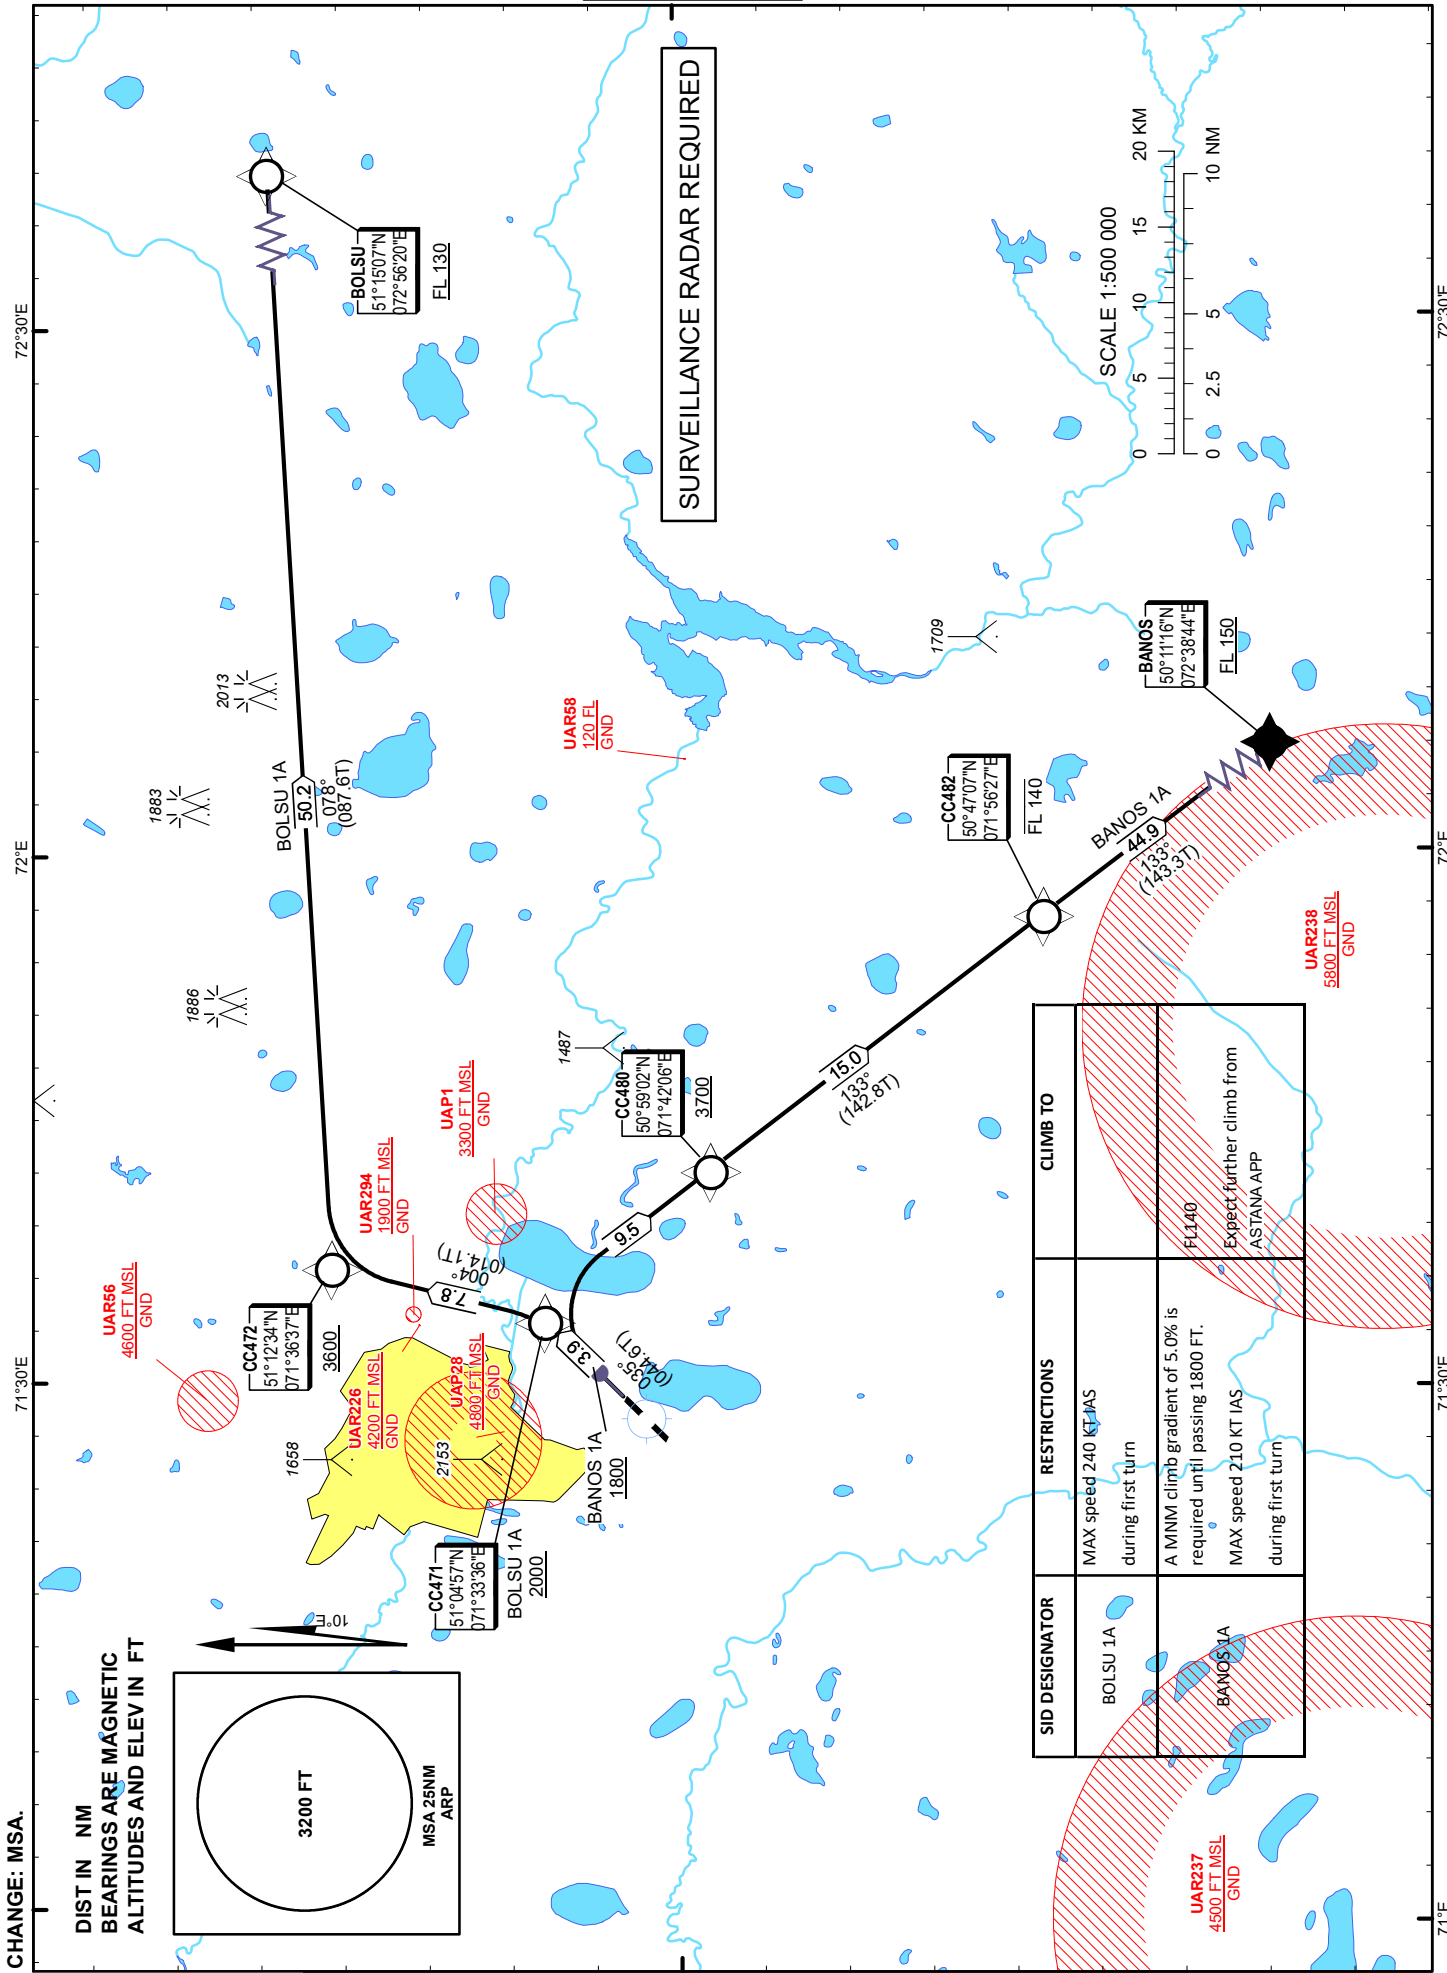 CHANGE: MSA.
DIST IN NM
BEARINGS ARE MAGNETIC
ALTITUDES AND ELEV IN FT
3200 FT
MSA 25NM
ARP
10°E
71°E
71°30'E
72°E
72°30'E
UAR56
4600 FT MSL
GND
CC472
51°12'34"N
071°36'37"E
3600
UAR294
1900 FT MSL
GND
UAP1
3300 FT MSL
GND
UAR226
4200 FT MSL
GND
UAP28
4800 FT MSL
GND
1658
2153
1886
1883
2013
1487
1709
BOLSU 1A
50.2
078°
(087.6T)
BOLSU
51°15'07"N
072°56'20"E
FL 130
7.8
004°
(014.1T)
CC471
51°04'57"N
071°33'36"E
BOLSU 1A
2000
BANOS 1A
1800
3.9
035°
(044.6T)
9.5
CC480
50°59'02"N
071°42'06"E
3700
15.0
133°
(142.8T)
UAR58
120 FL
GND
SURVEILLANCE RADAR REQUIRED
CC482
50°47'07"N
071°56'27"E
FL 140
BANOS 1A
44.9
133°
(143.3T)
BANOS
50°11'16"N
072°38'44"E
FL 150
SCALE 1:500 000
0 5 10 15 20 KM
0 2.5 5 10 NM
UAR238
5800 FT MSL
GND
UAR237
4500 FT MSL
GND
SID DESIGNATOR RESTRICTIONS CLIMB TO
BOLSU 1A
MAX speed 240 KT IAS
during first turn
BANOS 1A
A MNM climb gradient of 5.0% is
required until passing 1800 FT.
MAX speed 210 KT IAS
during first turn
FL140
Expect further climb from
ASTANA APP
71°E
71°30'E
72°E
72°30'E